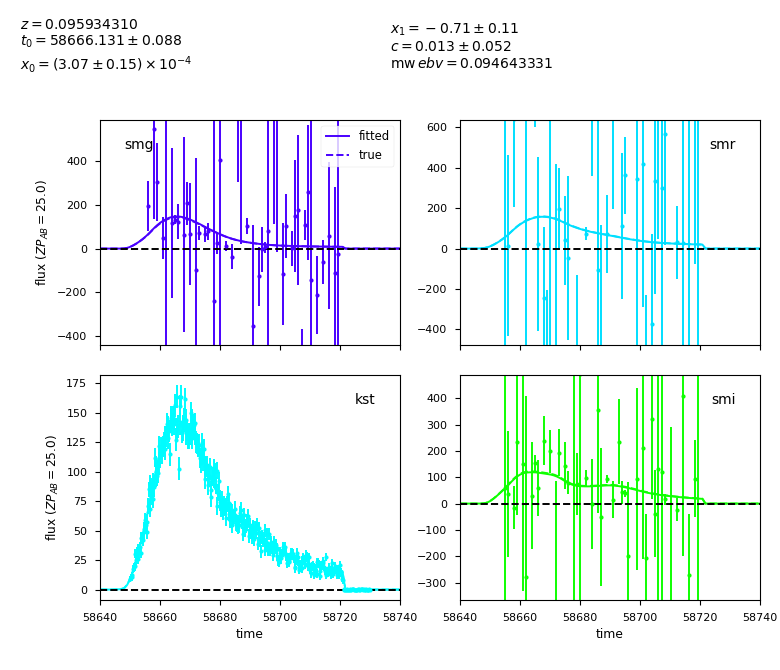 z = 0.095934310
t₀ = 58666.131 ± 0.088
x₀ = (3.07 ± 0.15) × 10⁻⁴
x₁ = −0.71 ± 0.11
c = 0.013 ± 0.052
mw ebv = 0.094643331
smg
fitted
true
400
200
0
−200
−400
flux (ZP_AB = 25.0)
smr
600
400
200
0
−200
−400
kst
175
150
125
100
75
50
25
0
flux (ZP_AB = 25.0)
58640 58660 58680 58700 58720 58740
time
smi
400
300
200
100
0
−100
−200
−300
58640 58660 58680 58700 58720 58740
time